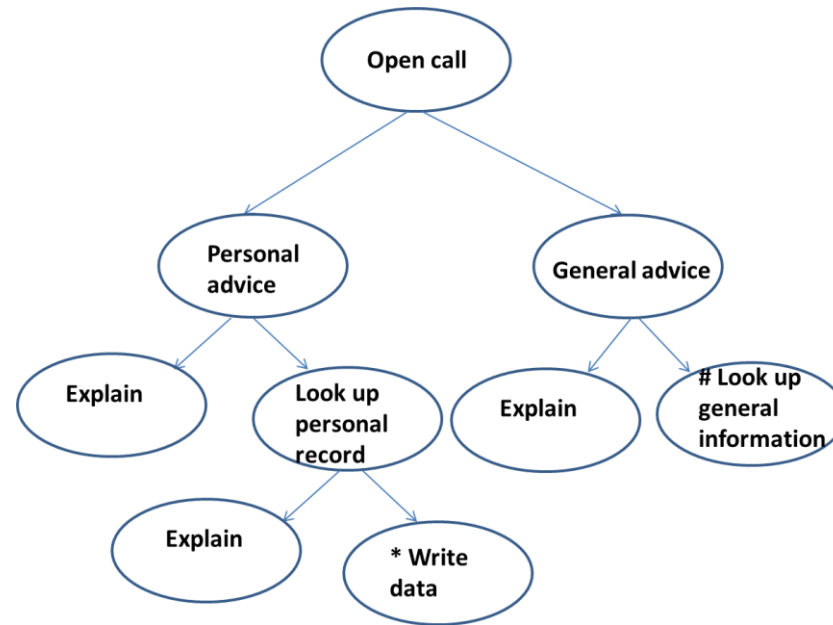 Open call
Personal
advice
General advice
Explain
Look up
personal
record
Explain
# Look up
general
information
Explain
* Write
data